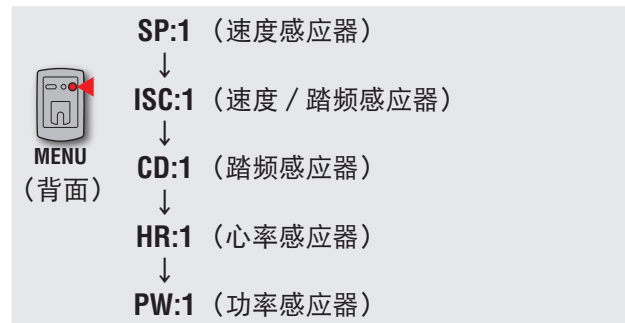 SP:1（速度感应器）
↓
ISC:1（速度 / 踏频感应器）
↓
MENU
（背面）
CD:1（踏频感应器）
↓
HR:1（心率感应器）
↓
PW:1（功率感应器）